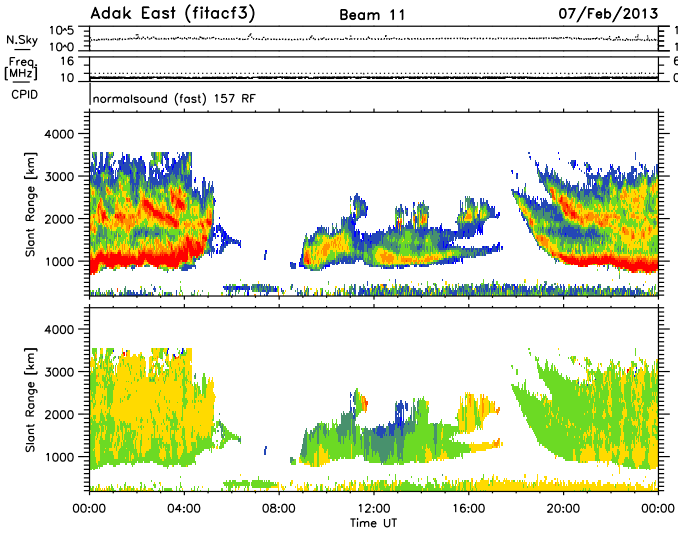 Adak East (fitacf3) Beam 11 07/Feb/2013
N.Sky 10^5 10^0 1 1
Freq. [MHz] 16 10 6 0
CPID normalsound (fast) 157 RF
4000
3000
2000
1000
Slant Range [km]
4000
3000
2000
1000
Slant Range [km]
00:00 04:00 08:00 12:00 16:00 20:00 00:00
Time UT